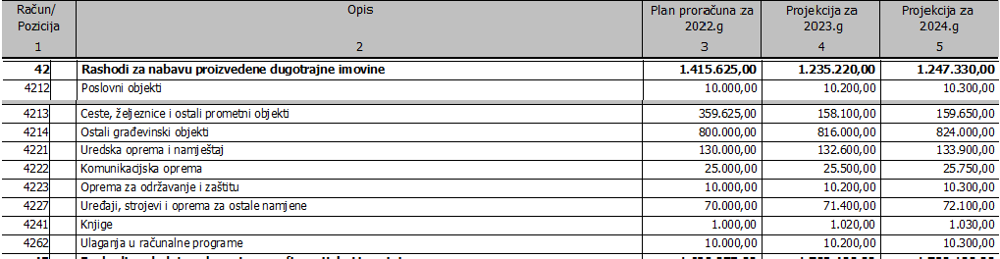 Račun/ Pozicija Opis Plan proračuna za 2022.g Projekcija za 2023.g Projekcija za 2024.g
1 2 3 4 5
42 Rashodi za nabavu proizvedene dugotrajne imovine 1.415.625,00 1.235.220,00 1.247.330,00
4212 Poslovni objekti 10.000,00 10.200,00 10.300,00
4213 Ceste, željeznice i ostali prometni objekti 359.625,00 158.100,00 159.650,00
4214 Ostali građevinski objekti 800.000,00 816.000,00 824.000,00
4221 Uredska oprema i namještaj 130.000,00 132.600,00 133.900,00
4222 Komunikacijska oprema 25.000,00 25.500,00 25.750,00
4223 Oprema za održavanje i zaštitu 10.000,00 10.200,00 10.300,00
4227 Uređaji, strojevi i oprema za ostale namjene 70.000,00 71.400,00 72.100,00
4241 Knjige 1.000,00 1.020,00 1.030,00
4262 Ulaganja u računalne programe 10.000,00 10.200,00 10.300,00